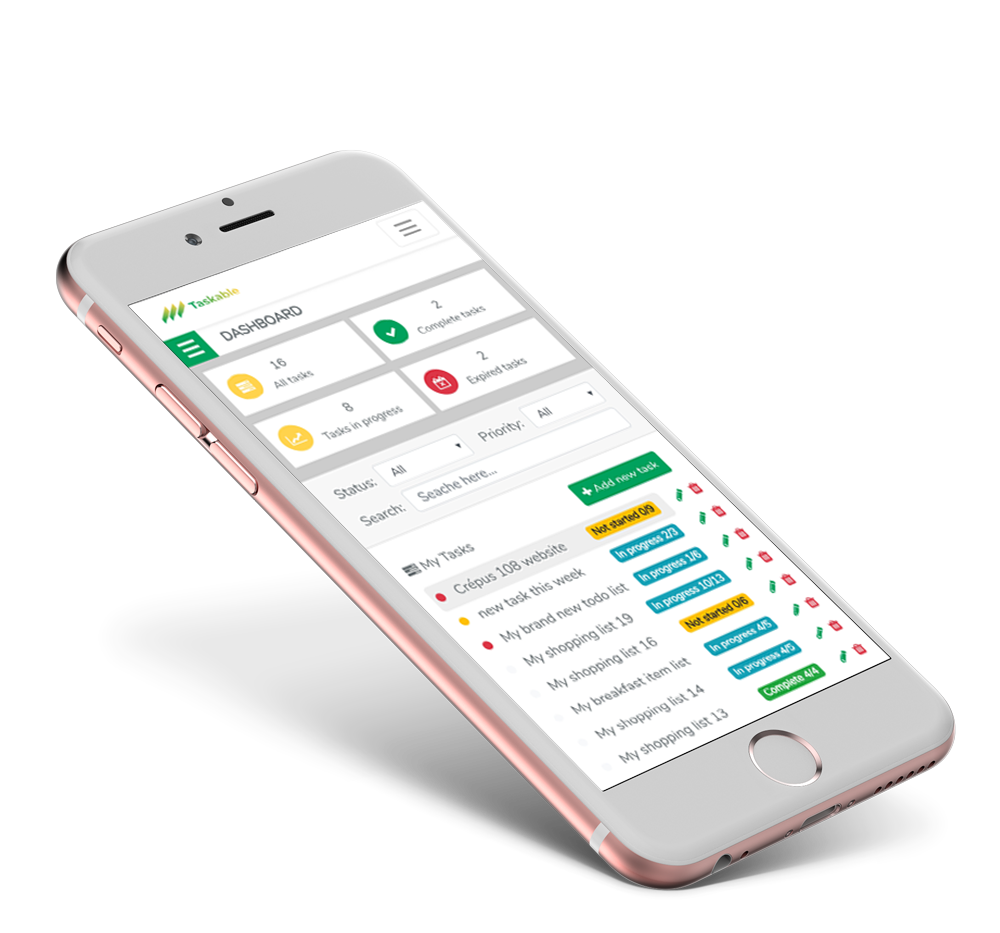 Taskable
DASHBOARD
16
All tasks
2
Complete tasks
8
Tasks in progress
2
Expired tasks
Status: All Priority: All
Search: Seache here...
Add new task
My Tasks
Crépus 108 website Not started 0/9
new task this week In progress 2/3
My brand new todo list In progress 1/6
My shopping list 19 In progress 10/13
My shopping list 16 Not started 0/6
My breakfast item list In progress 4/5
My shopping list 14 In progress 4/5
My shopping list 13 Complete 4/4